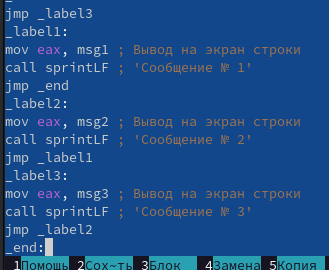 jmp _label3
_label1:
mov eax, msg1 ; Вывод на экран строки
call sprintLF ; 'Сообщение № 1'
jmp _end
_label2:
mov eax, msg2 ; Вывод на экран строки
call sprintLF ; 'Сообщение № 2'
jmp _label1
_label3:
mov eax, msg3 ; Вывод на экран строки
call sprintLF ; 'Сообщение № 3'
jmp _label2
_end:
1Помощь 2Сох~ть 3Блок 4Замена 5Копия